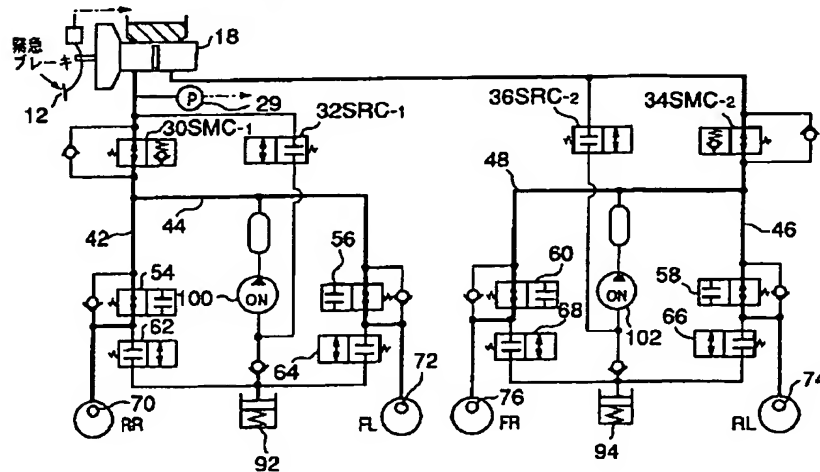 18
緊急
ブレーキ
12
P
29
32SRC-1
30SMC-1
36SRC-2
34SMC-2
48
44
42
46
54
56
60
58
100
ON
ON
102
62
64
68
66
70
RR
72
FL
76
FR
74
RL
92
94